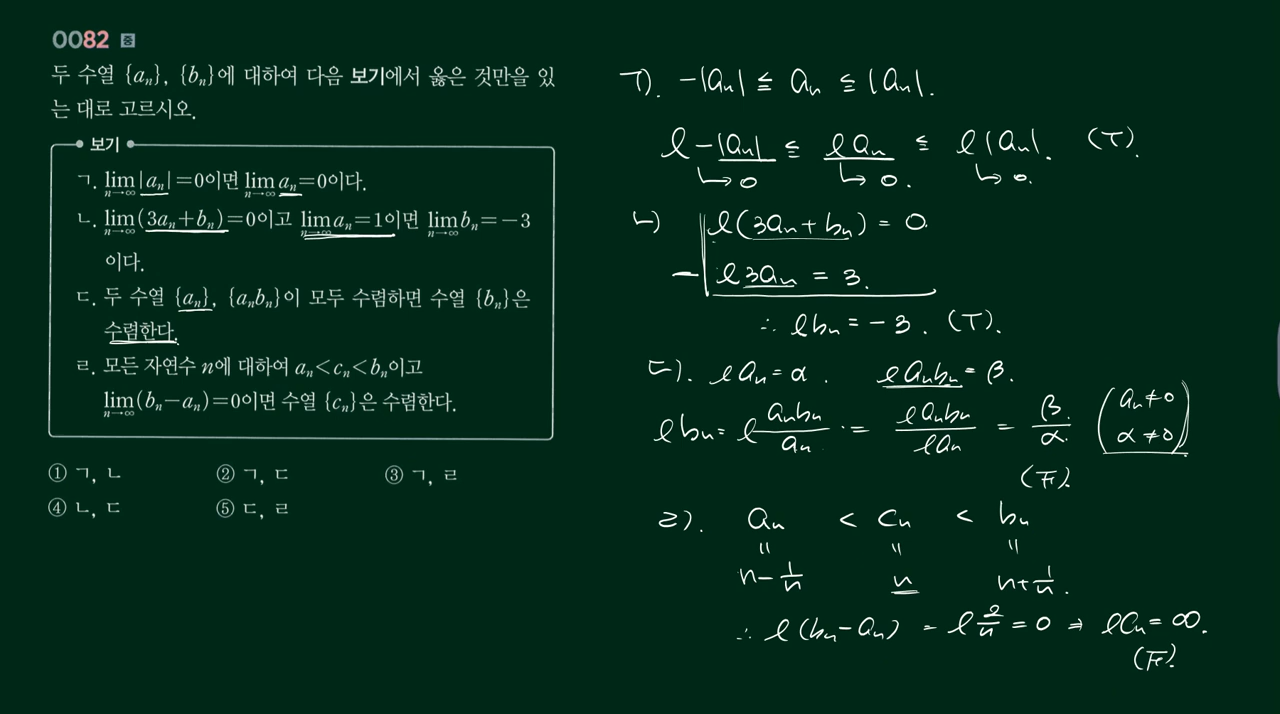 0082 중
두 수열 {aₙ}, {bₙ}에 대하여 다음 보기에서 옳은 것만을 있
는 대로 고르시오.
보기
ㄱ. lim_{n→∞}|aₙ|=0이면 lim_{n→∞}aₙ=0이다.
ㄴ. lim_{n→∞}(3aₙ+bₙ)=0이고 lim_{n→∞}aₙ=1이면 lim_{n→∞}bₙ=-3
이다.
ㄷ. 두 수열 {aₙ}, {aₙbₙ}이 모두 수렴하면 수열 {bₙ}은
수렴한다.
ㄹ. 모든 자연수 n에 대하여 aₙ<cₙ<bₙ이고
lim_{n→∞}(bₙ-aₙ)=0이면 수열 {cₙ}은 수렴한다.
① ㄱ, ㄴ ② ㄱ, ㄷ ③ ㄱ, ㄹ
④ ㄴ, ㄷ ⑤ ㄷ, ㄹ
ㄱ). -|aₙ| ≤ aₙ ≤ |aₙ|.
l -|aₙ| ≤ l aₙ ≤ l |aₙ|. (T).
↳ 0 ↳ 0. ↳ 0.
ㄴ) l(3aₙ+bₙ) = 0.
- l 3aₙ = 3.
∴ l bₙ = -3. (T).
ㄷ). l aₙ = α. l aₙbₙ = β.
l bₙ = l aₙbₙ/aₙ = l aₙbₙ/l aₙ = β/α. (aₙ≠0 α≠0)
(F).
ㄹ). aₙ < cₙ < bₙ
॥ ॥ ॥
n-1/n n n+1/n.
∴ l(bₙ-aₙ) = l 2/n = 0 ⇒ l cₙ = ∞.
(F).